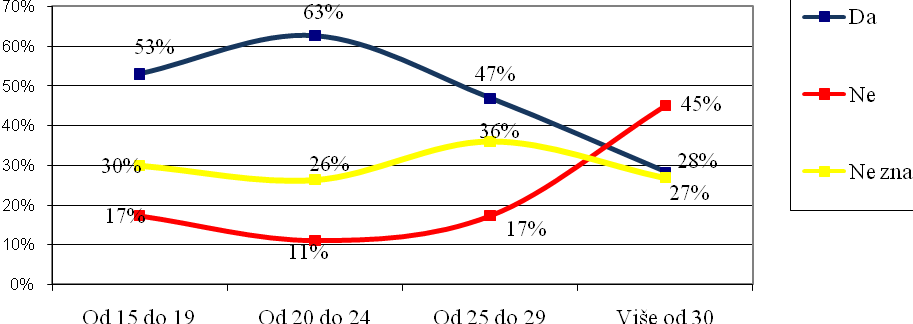 70%
60%
50%
40%
30%
20%
10%
0%
53%
63%
47%
28%
17%
11%
17%
45%
30%
26%
36%
27%
Od 15 do 19
Od 20 do 24
Od 25 do 29
Više od 30
Da
Ne
Ne zna